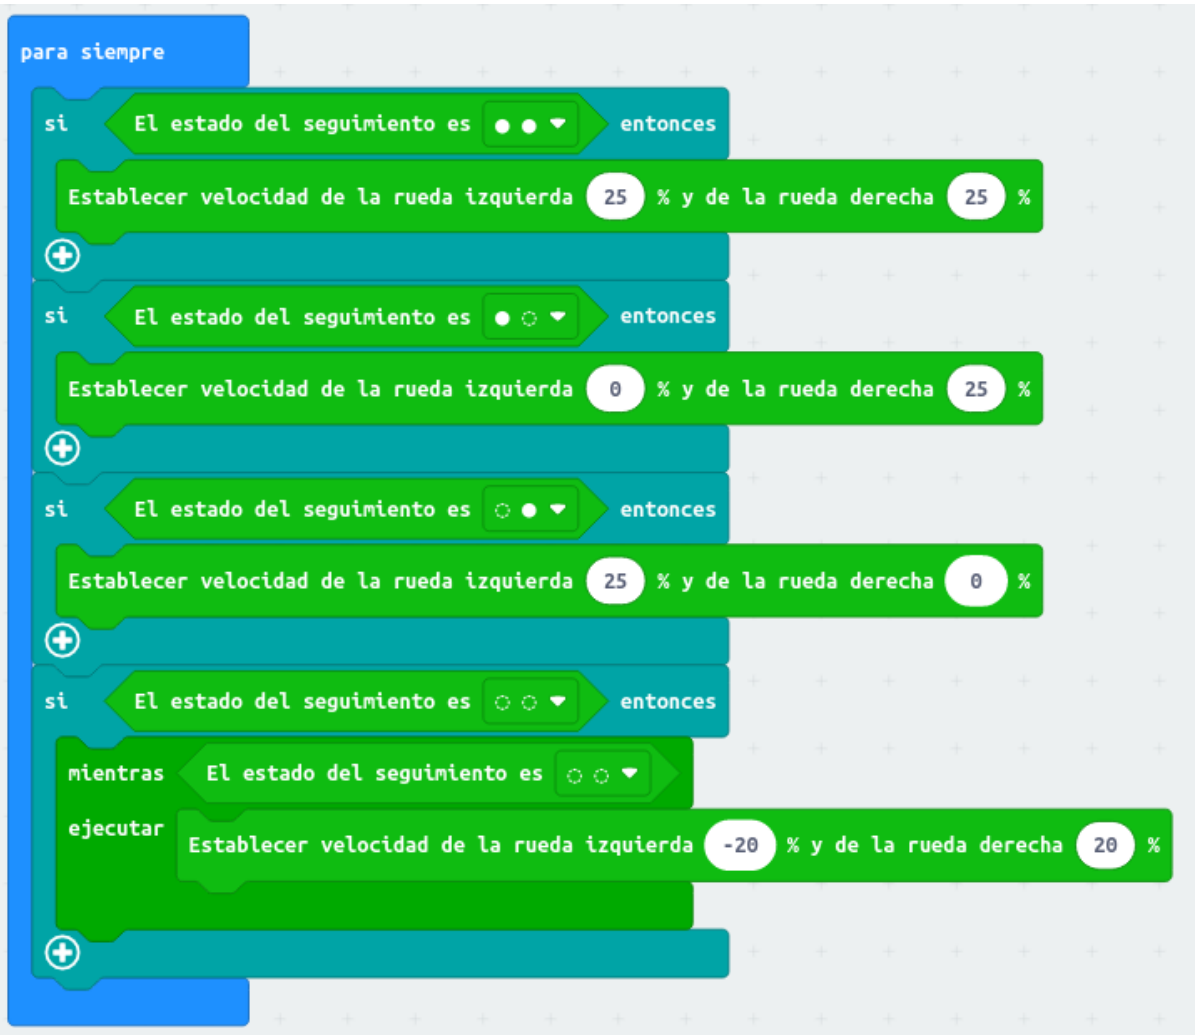 para siempre
si El estado del seguimiento es ● ● entonces
Establecer velocidad de la rueda izquierda 25 % y de la rueda derecha 25 %
si El estado del seguimiento es ● ◌ entonces
Establecer velocidad de la rueda izquierda 0 % y de la rueda derecha 25 %
si El estado del seguimiento es ◌ ● entonces
Establecer velocidad de la rueda izquierda 25 % y de la rueda derecha 0 %
si El estado del seguimiento es ◌ ◌ entonces
mientras El estado del seguimiento es ◌ ◌
ejecutar
Establecer velocidad de la rueda izquierda -20 % y de la rueda derecha 20 %